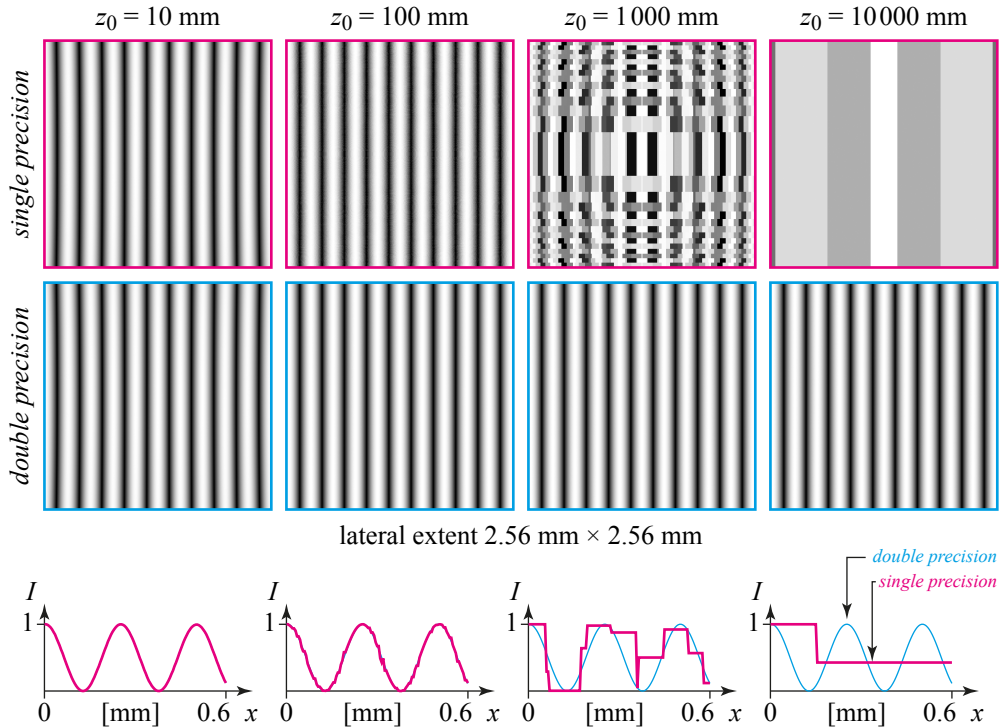 z0 = 10 mm
z0 = 100 mm
z0 = 1 000 mm
z0 = 10 000 mm
single precision
double precision
lateral extent 2.56 mm × 2.56 mm
double precision
single precision
I
1
0
[mm]
0.6
x
I
1
0
[mm]
0.6
x
I
1
0
[mm]
0.6
x
I
1
0
[mm]
0.6
x